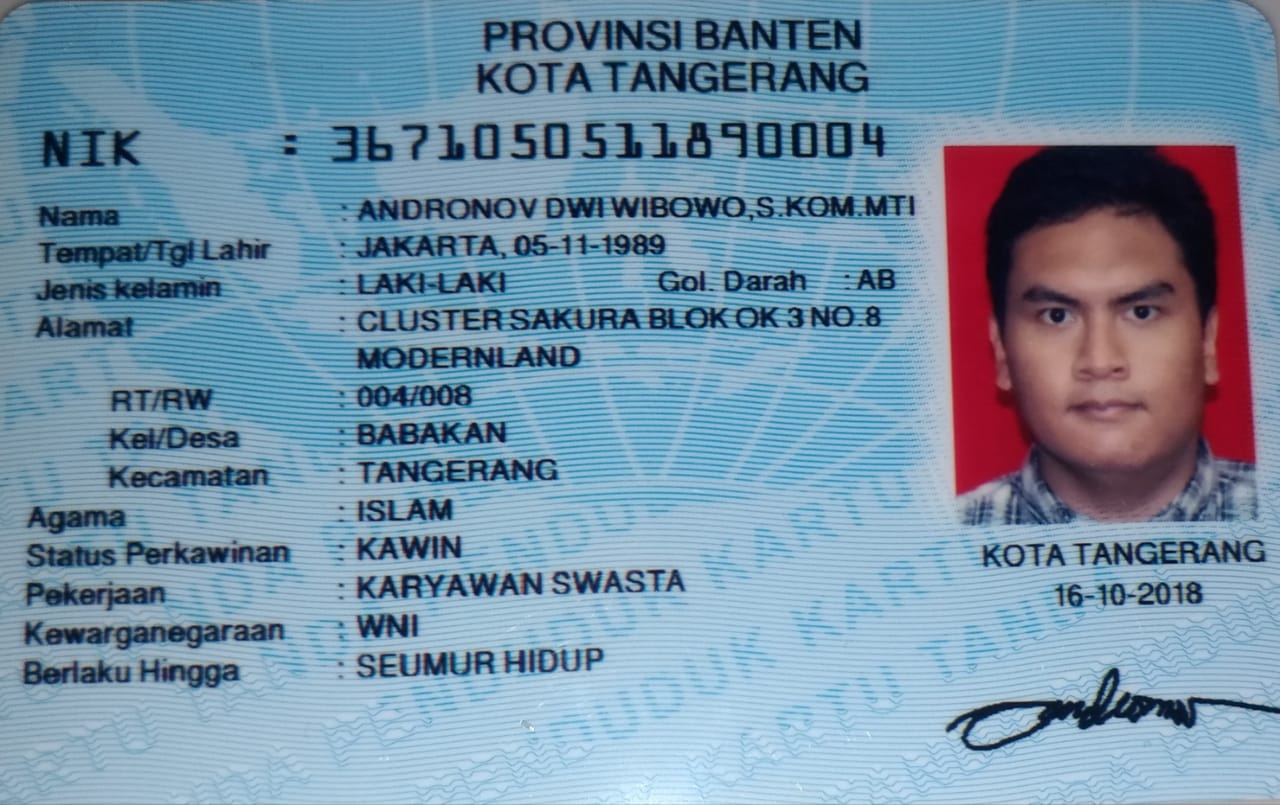 PROVINSI BANTEN
KOTA TANGERANG
NIK : 3671050511890004
Nama : ANDRONOV DWI WIBOWO,S.KOM.MTI
Tempat/Tgl Lahir : JAKARTA, 05-11-1989
Jenis kelamin : LAKI-LAKI Gol. Darah : AB
Alamat : CLUSTER SAKURA BLOK OK 3 NO.8
MODERNLAND
RT/RW : 004/008
Kel/Desa : BABAKAN
Kecamatan : TANGERANG
Agama : ISLAM
Status Perkawinan : KAWIN
Pekerjaan : KARYAWAN SWASTA
Kewarganegaraan : WNI
Berlaku Hingga : SEUMUR HIDUP
KOTA TANGERANG
16-10-2018